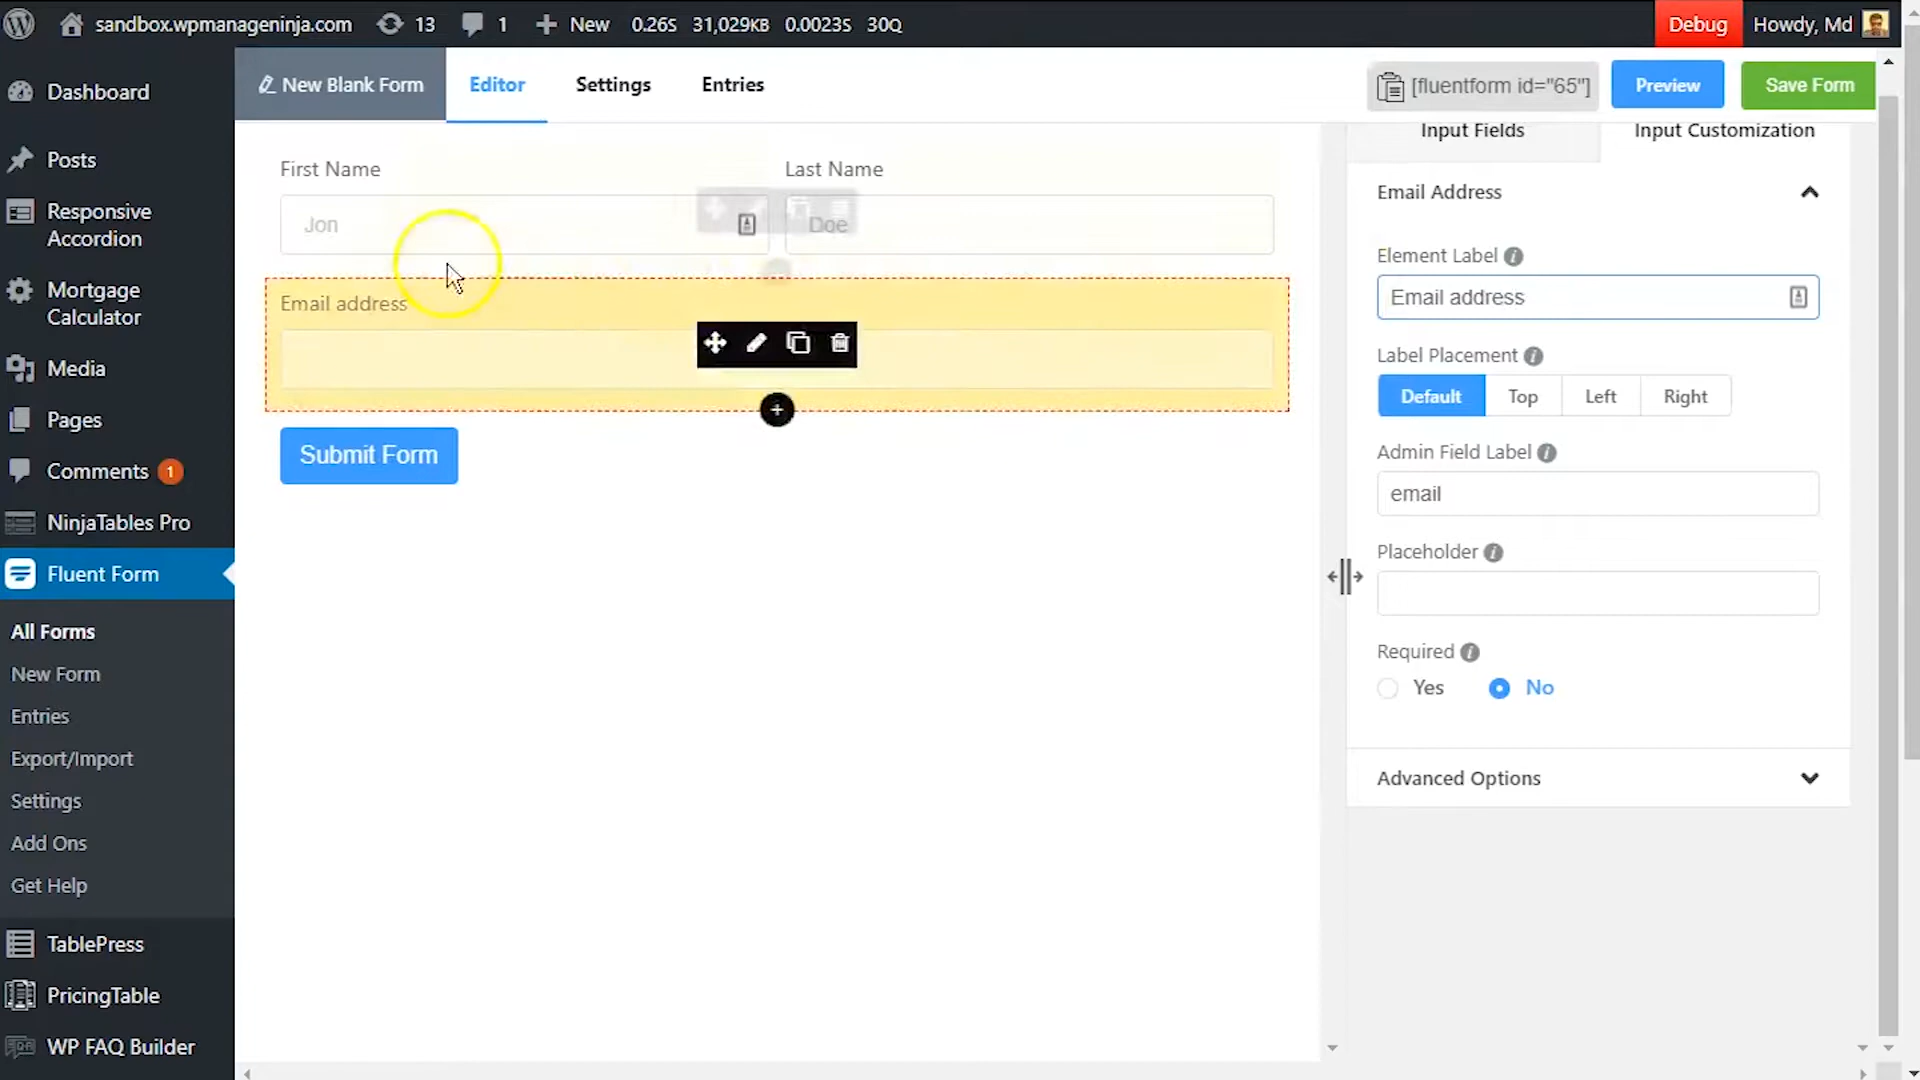 sandbox.wpmanageninja.com 13 1 New 0.26S 31,029KB 0.0023S 30Q Debug Howdy, Md
New Blank Form Editor Settings Entries [fluentform id="65"] Preview Save Form
Dashboard
Posts
Responsive
Accordion
Mortgage
Calculator
Media
Pages
Comments 1
NinjaTables Pro
Fluent Form
All Forms
New Form
Entries
Export/Import
Settings
Add Ons
Get Help
TablePress
PricingTable
WP FAQ Builder
First Name Last Name
Jon Doe
Email address
Submit Form
Input Fields Input Customization
Email Address
Element Label
Email address
Label Placement
Default Top Left Right
Admin Field Label
email
Placeholder
Required
Yes No
Advanced Options